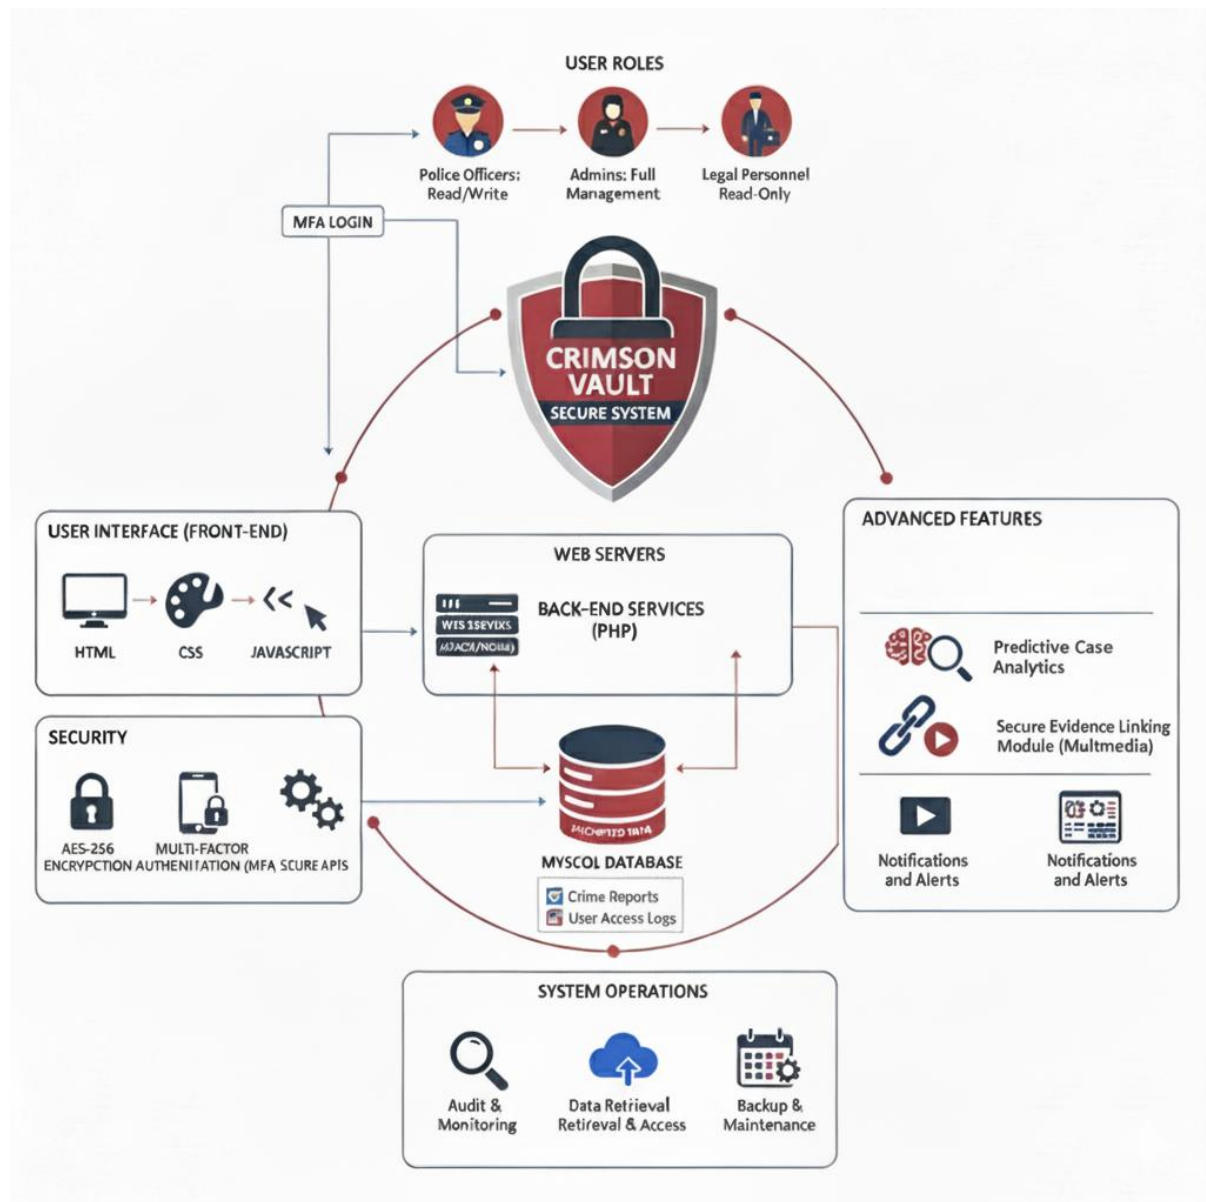 USER ROLES
Police Officers:
Read/Write
Admins: Full
Management
Legal Personnel
Read-Only
MFA LOGIN
CRIMSON
VAULT
SECURE SYSTEM
USER INTERFACE (FRONT-END)
HTML
CSS
JAVASCRIPT
WEB SERVERS
BACK-END SERVICES
(PHP)
ADVANCED FEATURES
Predictive Case
Analytics
Secure Evidence Linking
Module (Multmedia)
Notifications
and Alerts
Notifications
and Alerts
SECURITY
AES-256
ENCRYPCTION
MULTI-FACTOR
AUTHENITATION (MFA,
SCURE APIS
MYSCOL DATABASE
Crime Reports
User Access Logs
SYSTEM OPERATIONS
Audit &
Monitoring
Data Retrieval
Retrieval & Access
Backup &
Maintenance